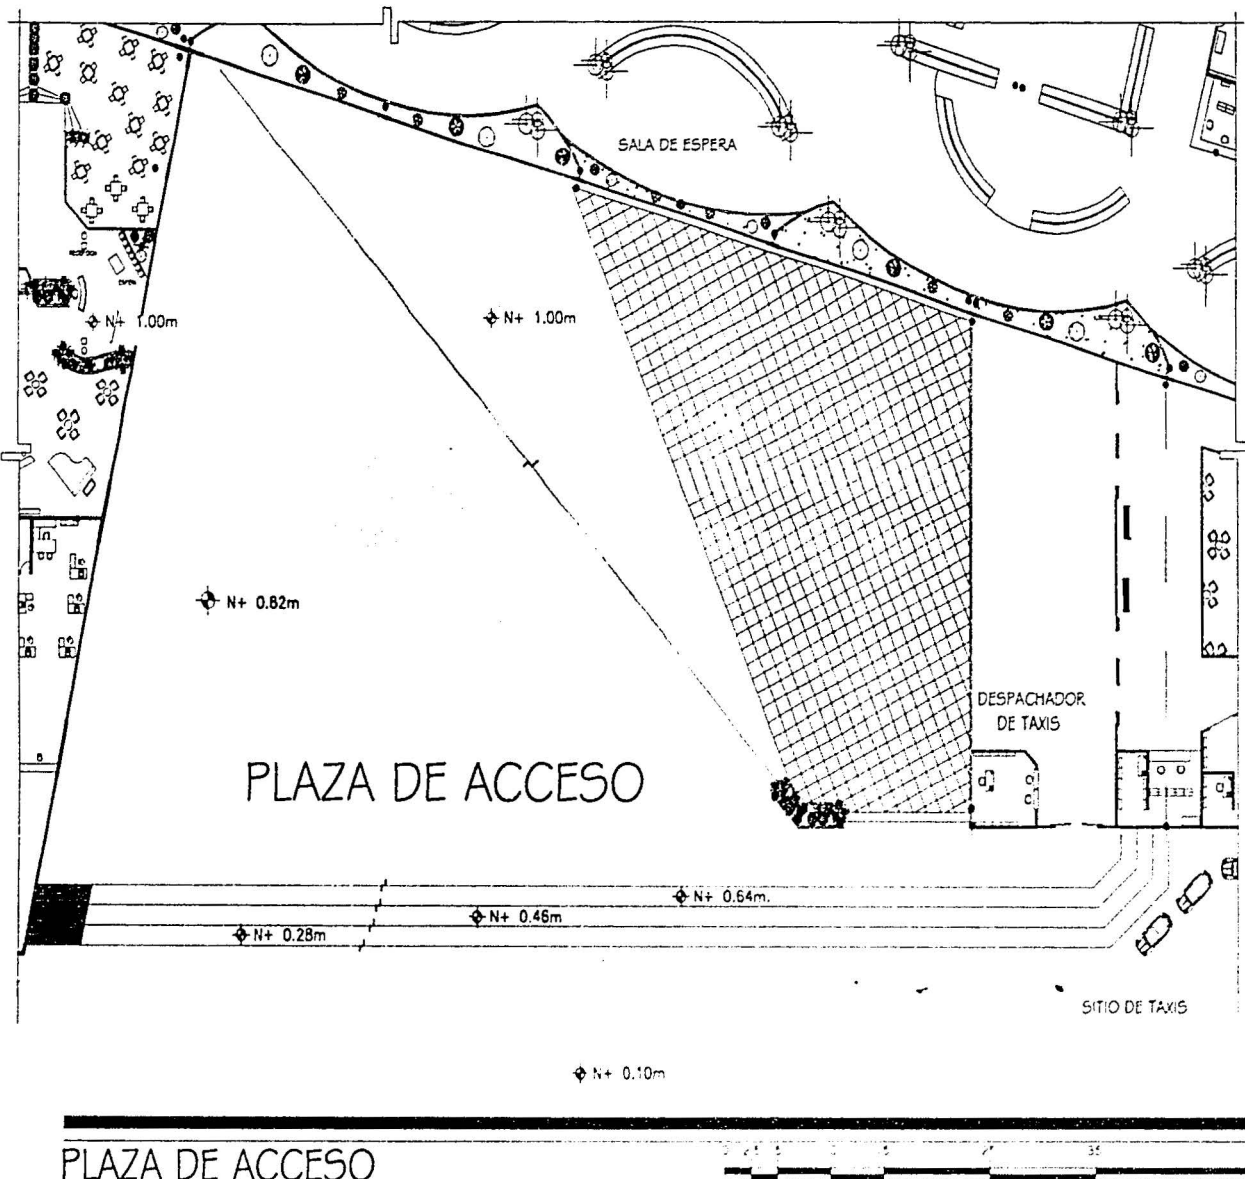 SALA DE ESPERA
N+ 1.00m
N+ 1.00m
N+ 0.82m
DESPACHADOR
DE TAXIS
PLAZA DE ACCESO
N+ 0.64m.
N+ 0.46m
N+ 0.28m
SITIO DE TAXIS
N+ 0.10m
PLAZA DE ACCESO